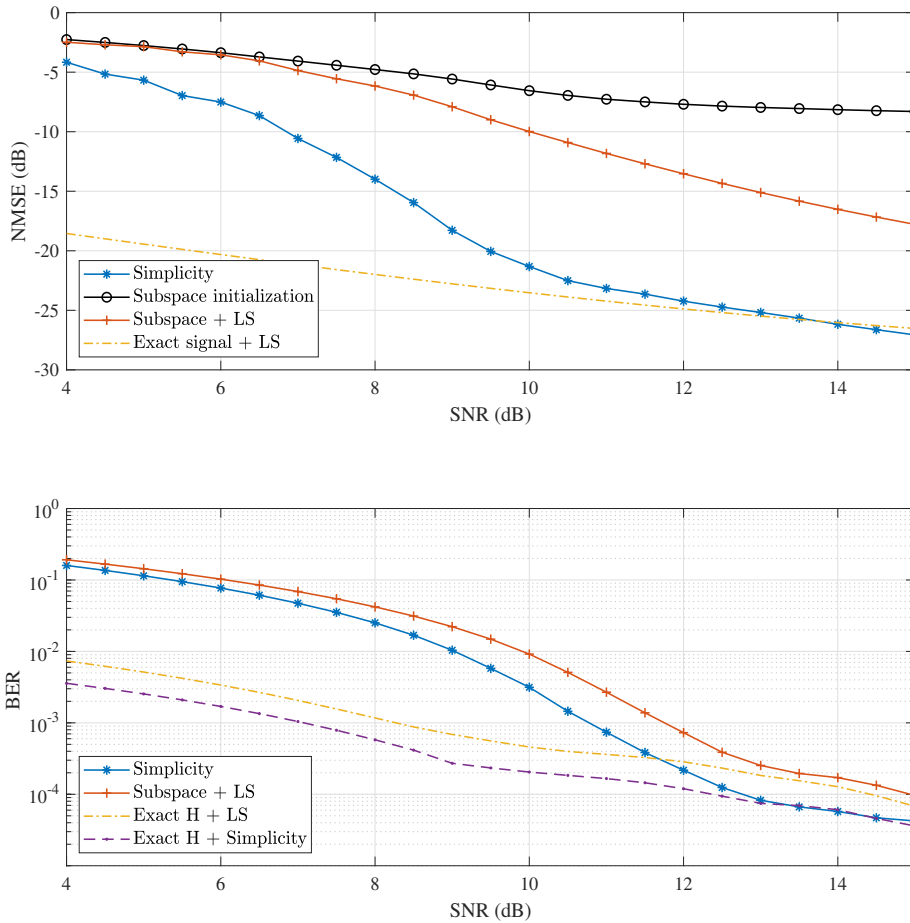 0
-5
-10
-15
-20
-25
-30
NMSE (dB)
Simplicity
Subspace initialization
Subspace + LS
Exact signal + LS
4 6 8 10 12 14
SNR (dB)
10^0
10^-1
10^-2
10^-3
10^-4
BER
Simplicity
Subspace + LS
Exact H + LS
Exact H + Simplicity
4 6 8 10 12 14
SNR (dB)